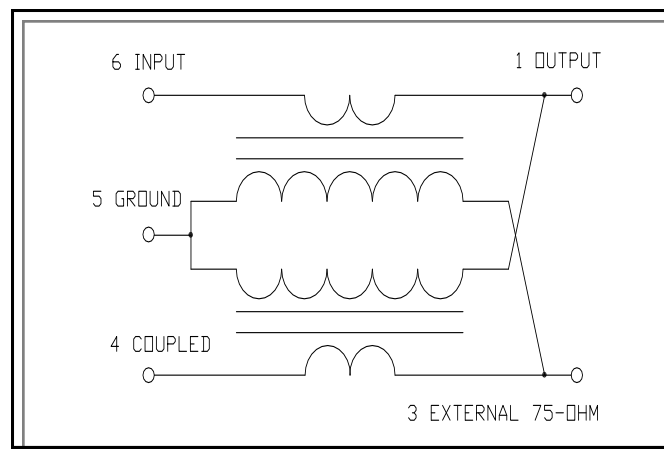 6 INPUT
1 OUTPUT
5 GROUND
4 COUPLED
3 EXTERNAL 75-OHM